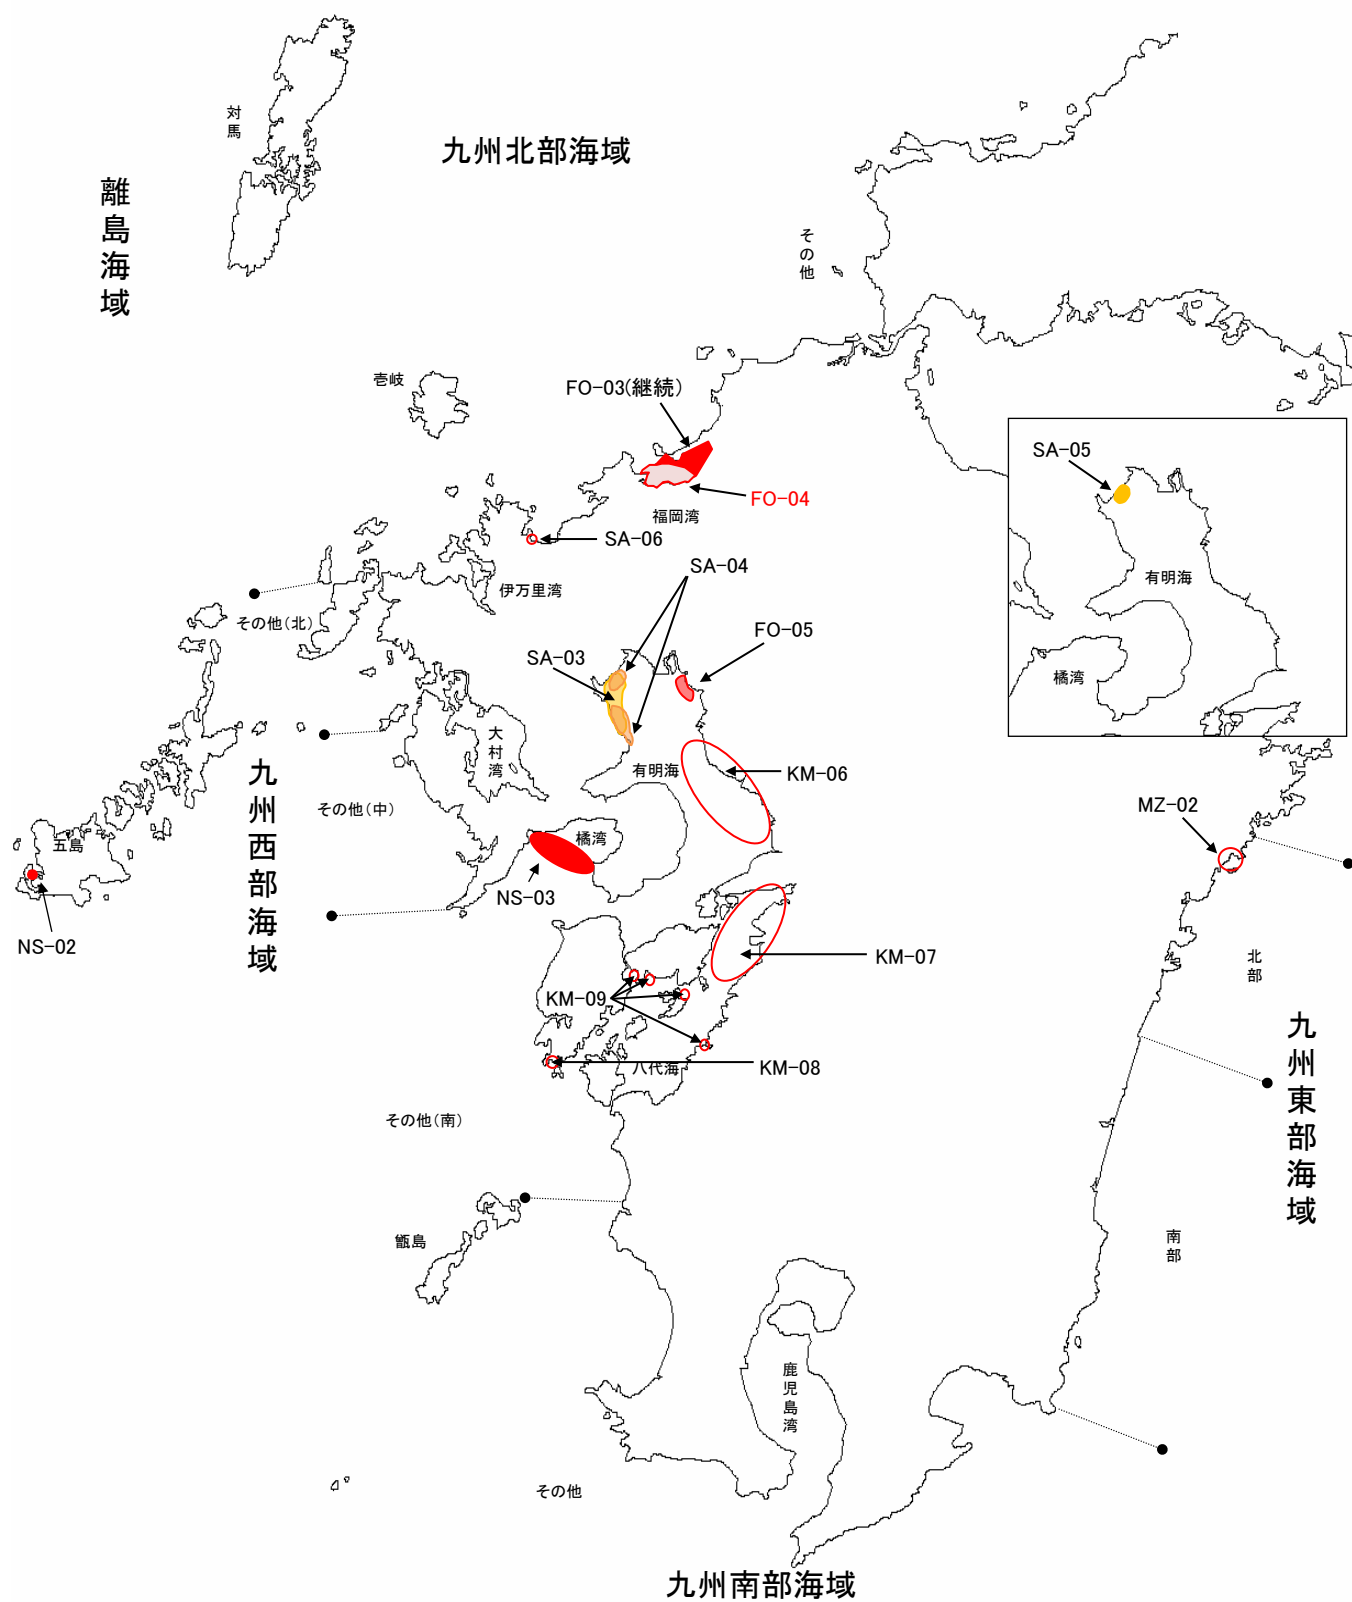 対馬
九州北部海域
離島海域
その他
壱岐
FO-03(継続)
SA-05
FO-04
福岡湾
SA-06
SA-04
有明海
伊万里湾
その他(北)
FO-05
SA-03
橘湾
大村湾
九州西部海域
有明海
KM-06
その他(中)
MZ-02
五島
橘湾
NS-03
NS-02
KM-07
北部
KM-09
九州東部海域
八代海
KM-08
その他(南)
甑島
南部
鹿児島湾
その他
九州南部海域